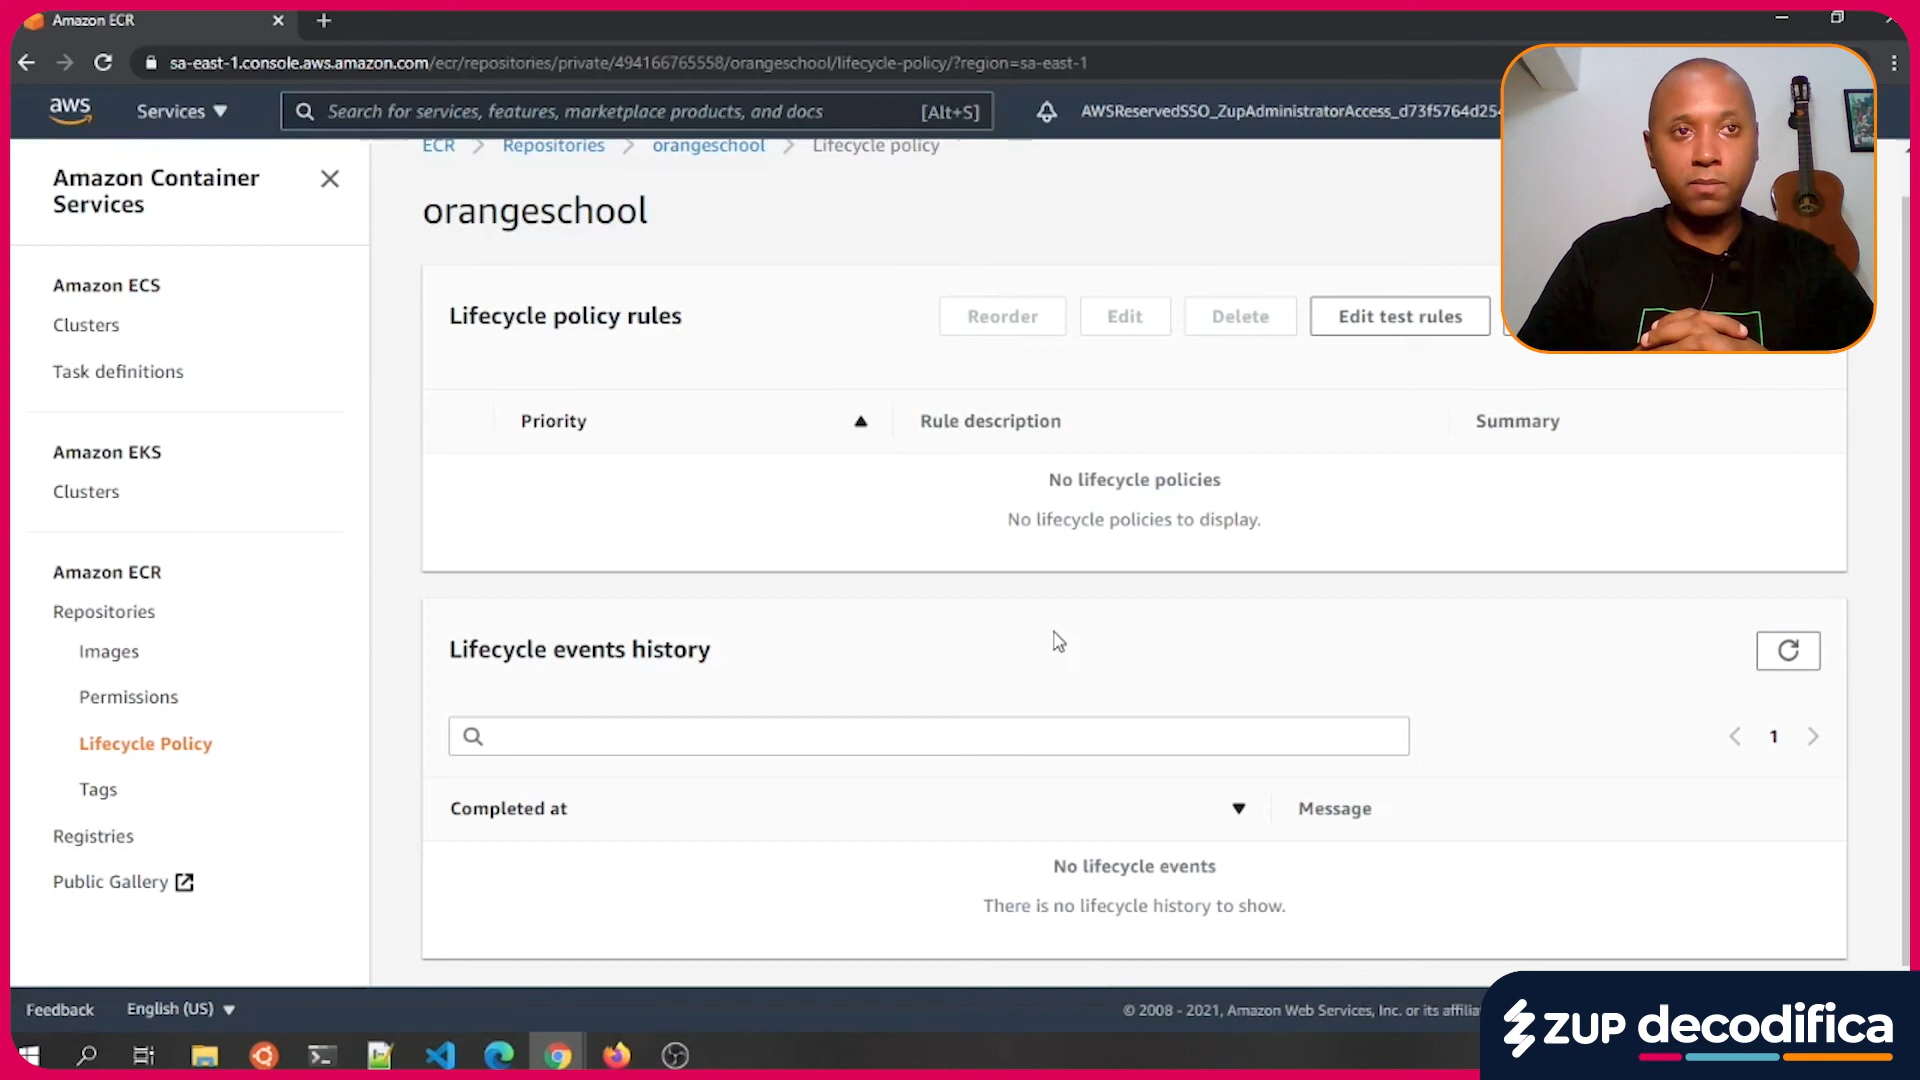 Amazon ECR
sa-east-1.console.aws.amazon.com/ecr/repositories/private/494166765558/orangeschool/lifecycle-policy/?region=sa-east-1
aws
Services
Search for services, features, marketplace products, and docs
[Alt+S]
AWSReservedSSO_ZupAdministratorAccess_d73f5764d254
Amazon Container
Services
Amazon ECS
Clusters
Task definitions
Amazon EKS
Clusters
Amazon ECR
Repositories
Images
Permissions
Lifecycle Policy
Tags
Registries
Public Gallery
ECR > Repositories > orangeschool > Lifecycle policy
orangeschool
Lifecycle policy rules
Reorder
Edit
Delete
Edit test rules
Priority
Rule description
Summary
No lifecycle policies
No lifecycle policies to display.
Lifecycle events history
1
Completed at
Message
No lifecycle events
There is no lifecycle history to show.
Feedback
English (US)
© 2008 - 2021, Amazon Web Services, Inc. or its affilia
ZUP decodifica